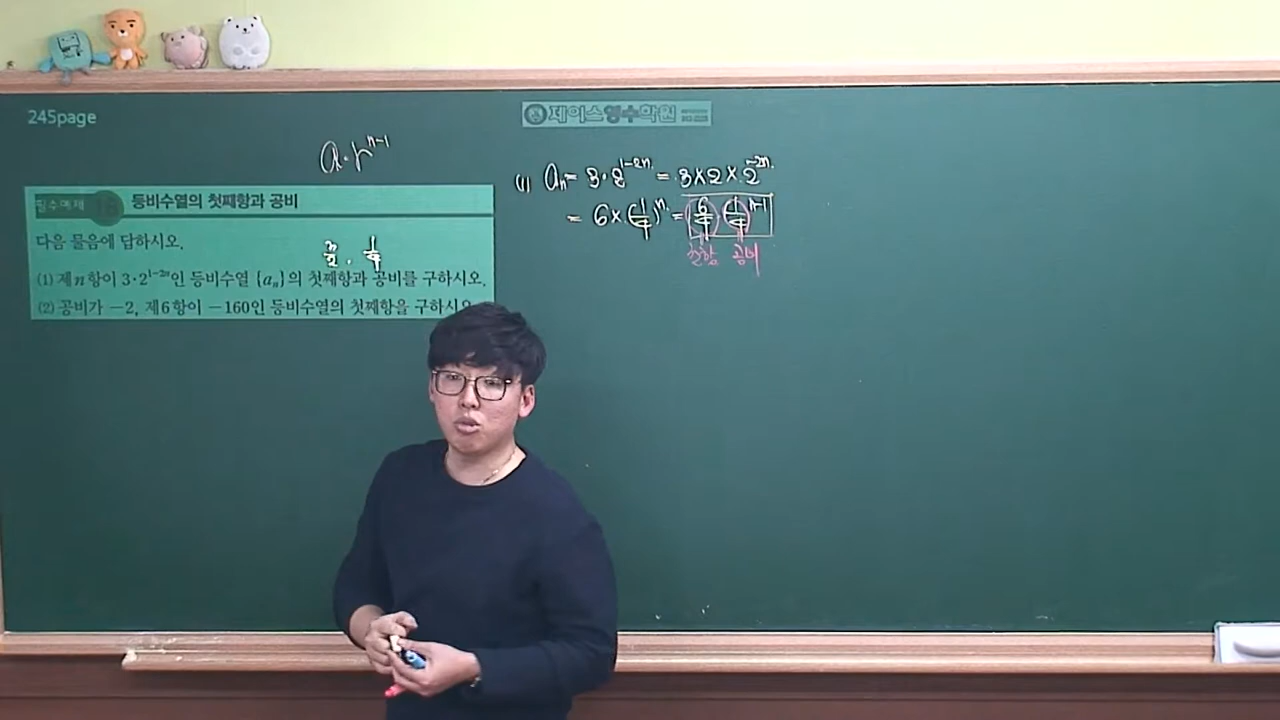 245page
제이스영수학원
a·r^{n-1}
필수예제 16 등비수열의 첫째항과 공비
다음 물음에 답하시오.
3/2 . 1/4
(1) 제n항이 3·2^{1-2n}인 등비수열 {a_n}의 첫째항과 공비를 구하시오.
(2) 공비가 -2, 제6항이 -160인 등비수열의 첫째항을 구하시오
(1) a_n = 3·2^{1-2n} = 3×2×2^{-2n}
= 6×(1/4)^n = 6/4 (1/4)^{n-1}
첫항 공비